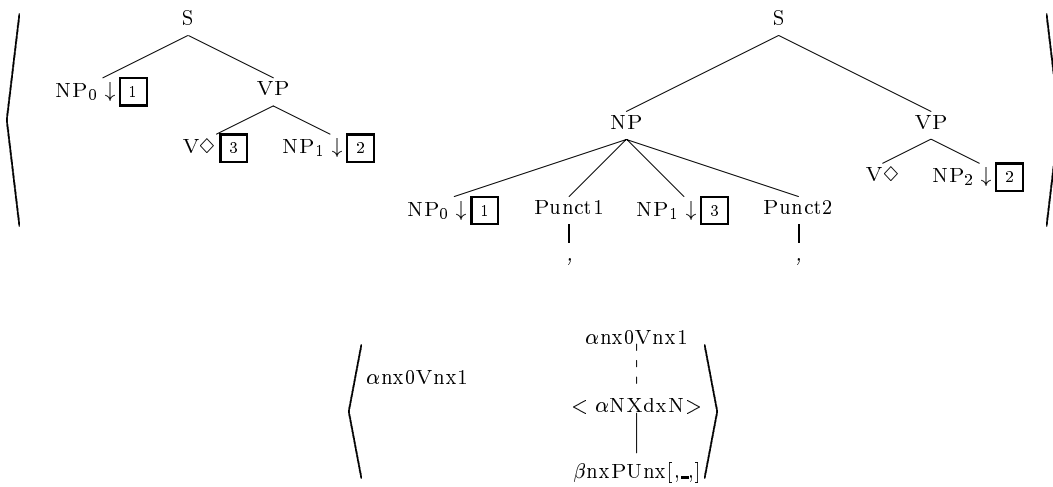 S S
NP₀ ↓ 1 VP
NP VP
V◇ 3 NP₁ ↓ 2
V◇ NP₂ ↓ 2
NP₀ ↓ 1 Punct1 NP₁ ↓ 3 Punct2
, ,
αnx0Vnx1
αnx0Vnx1
< αNXdxN>
βnxPUnx[,_,]